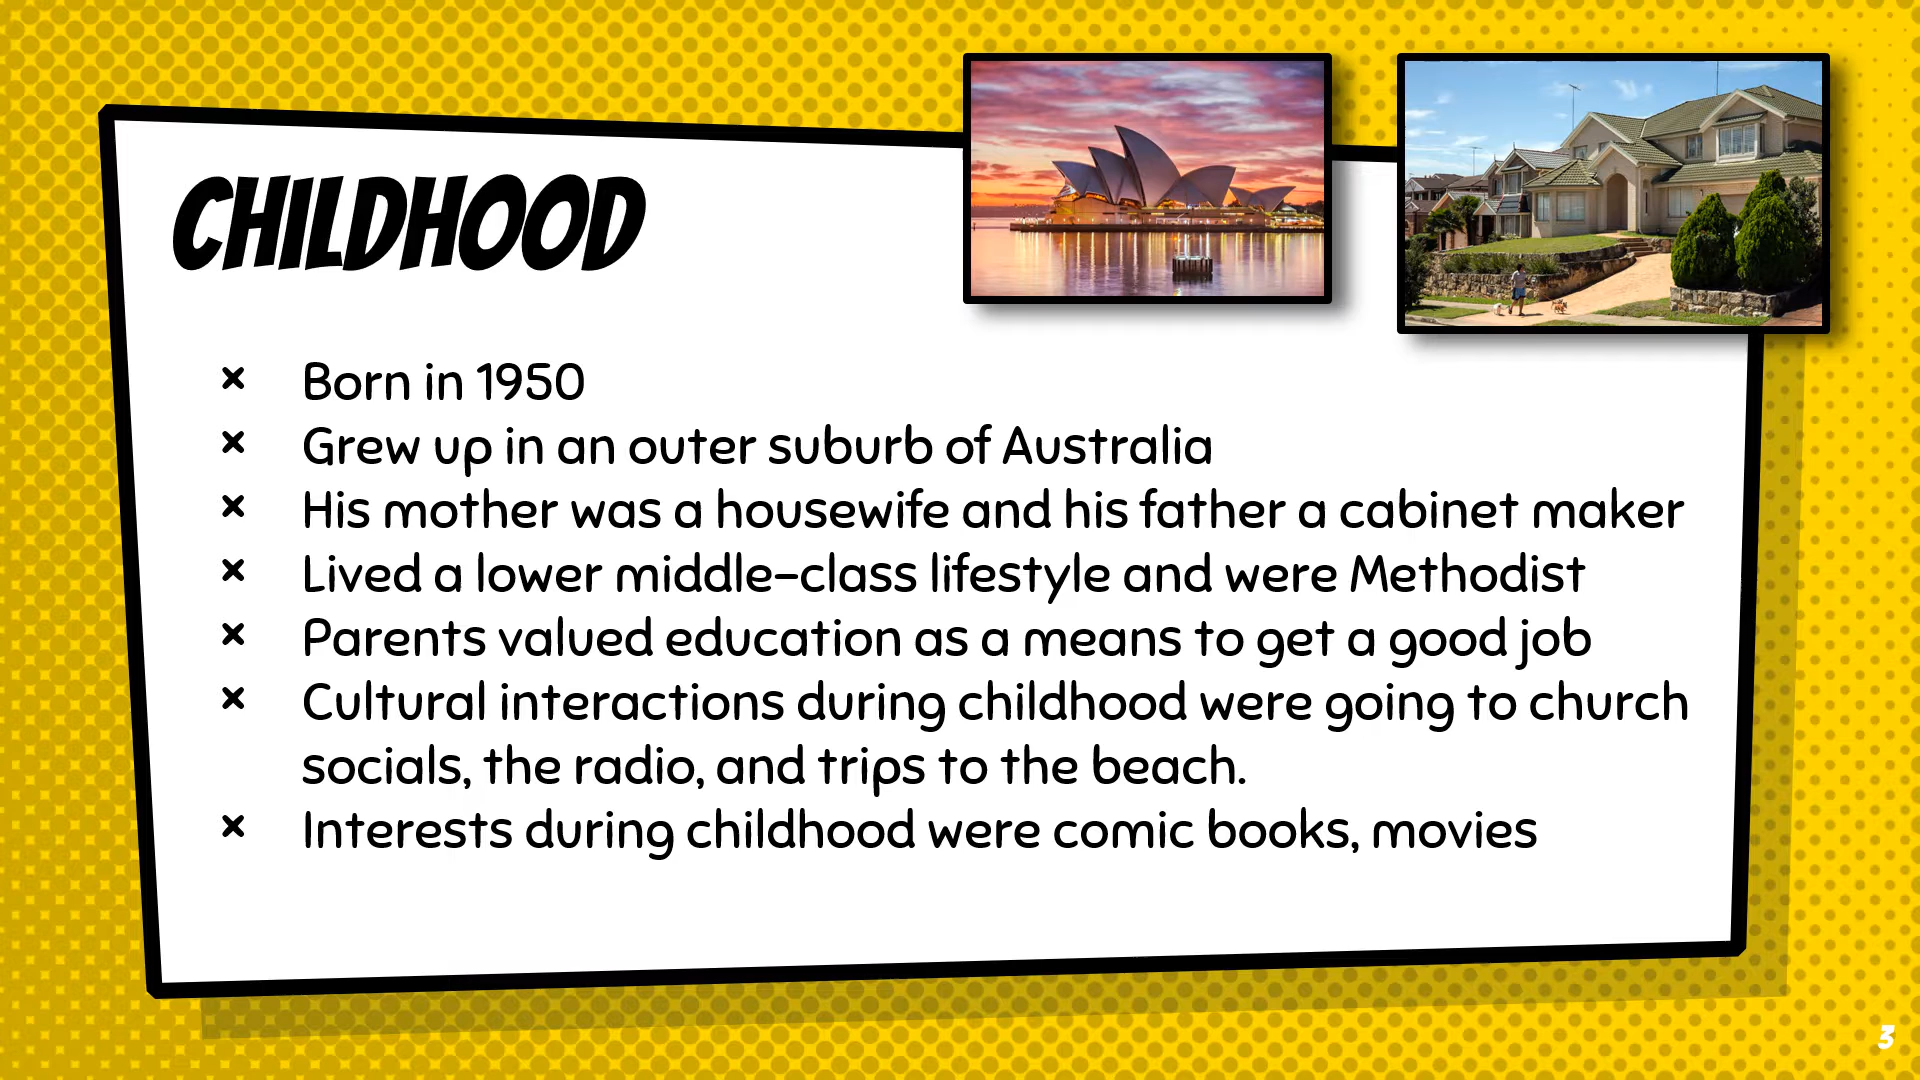 CHILDHOOD
× Born in 1950
× Grew up in an outer suburb of Australia
× His mother was a housewife and his father a cabinet maker
× Lived a lower middle-class lifestyle and were Methodist
× Parents valued education as a means to get a good job
× Cultural interactions during childhood were going to church
socials, the radio, and trips to the beach.
× Interests during childhood were comic books, movies
3